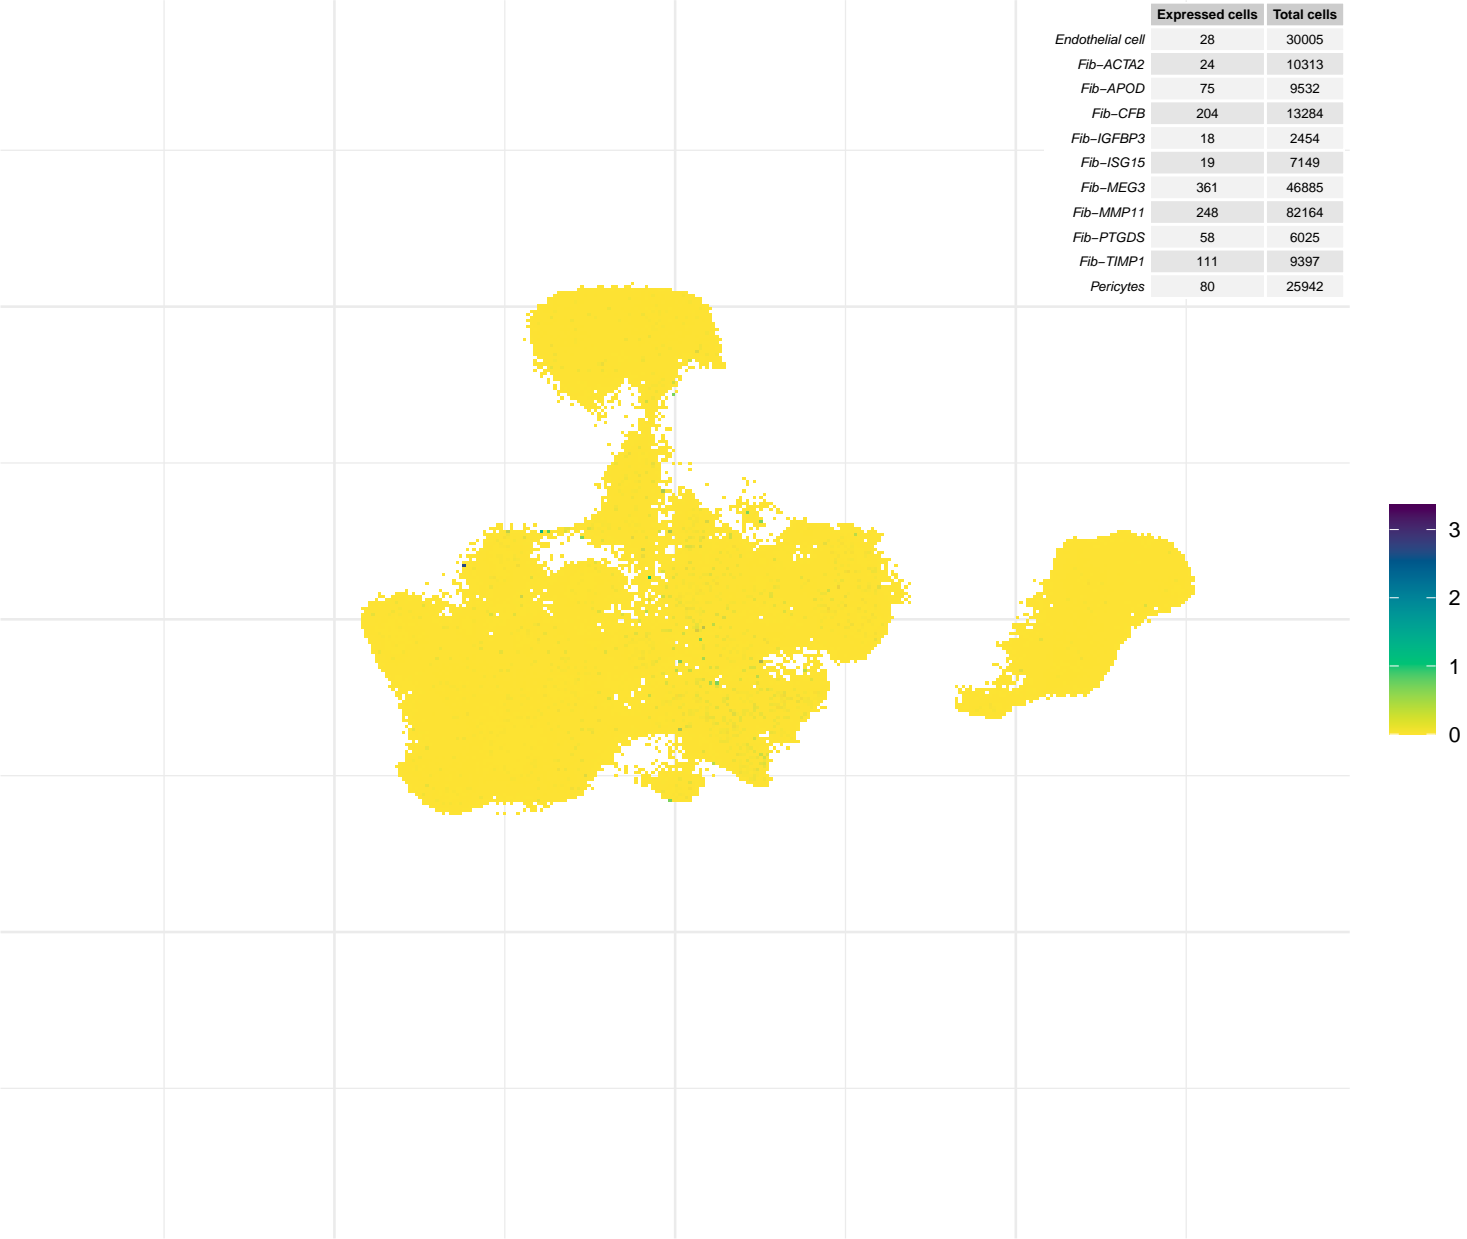 Expressed cells Total cells
Endothelial cell 28 30005
Fib−ACTA2 24 10313
Fib−APOD 75 9532
Fib−CFB 204 13284
Fib−IGFBP3 18 2454
Fib−ISG15 19 7149
Fib−MEG3 361 46885
Fib−MMP11 248 82164
Fib−PTGDS 58 6025
Fib−TIMP1 111 9397
Pericytes 80 25942
3
2
1
0